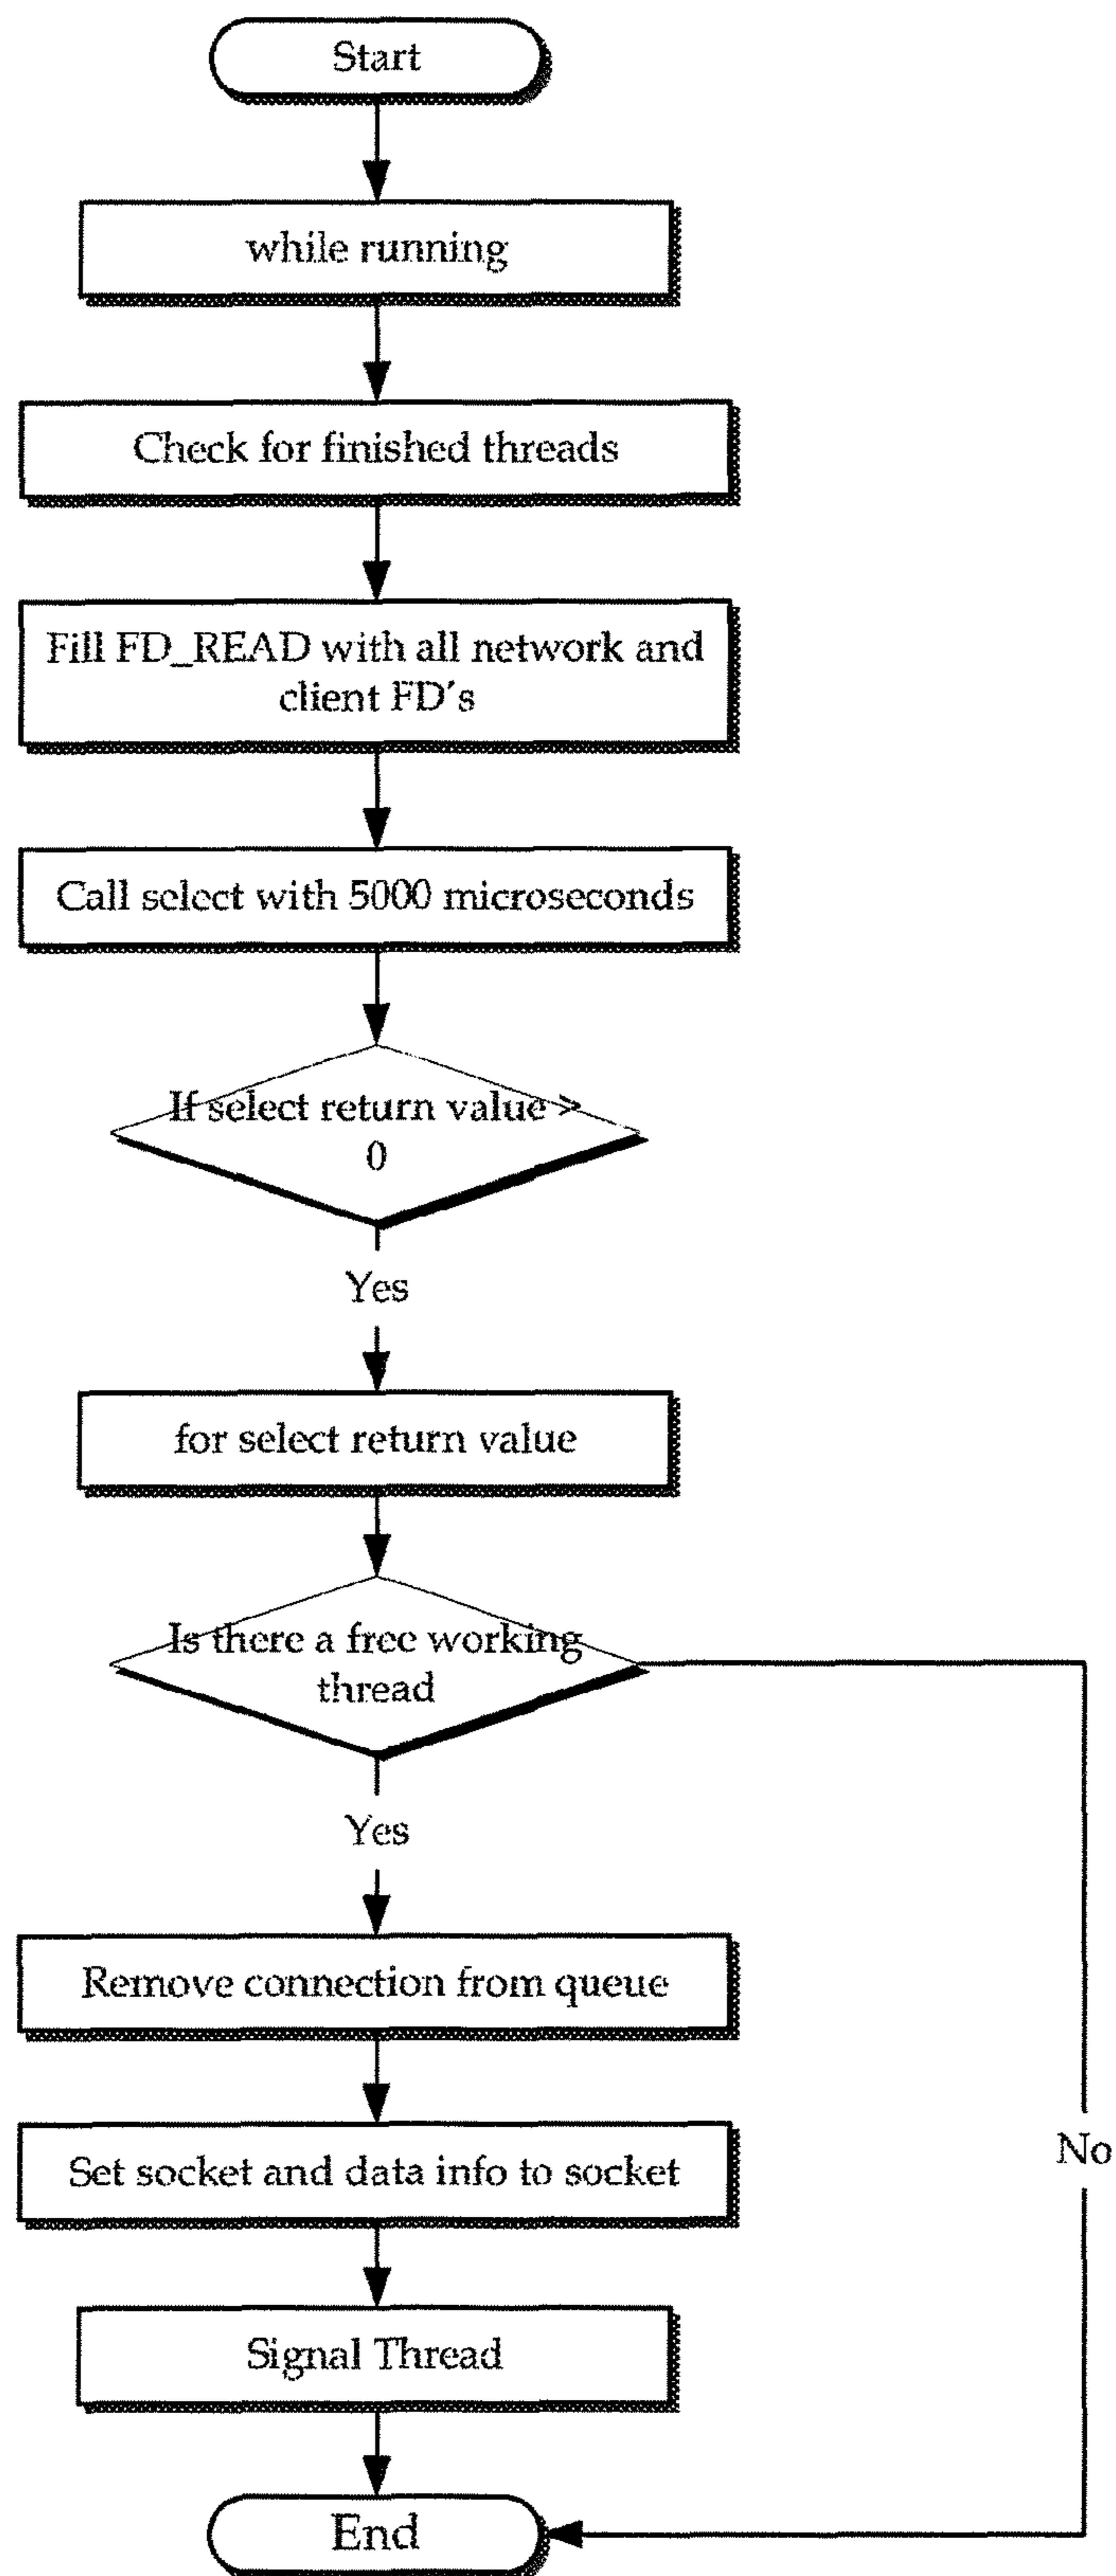 Start
while running
Check for finished threads
Fill FD_READ with all network and
client FD's
Call select with 5000 microseconds
If select return value >
0
Yes
for select return value
Is there a free working
thread
Yes
Remove connection from queue
Set socket and data info to socket
No
Signal Thread
End